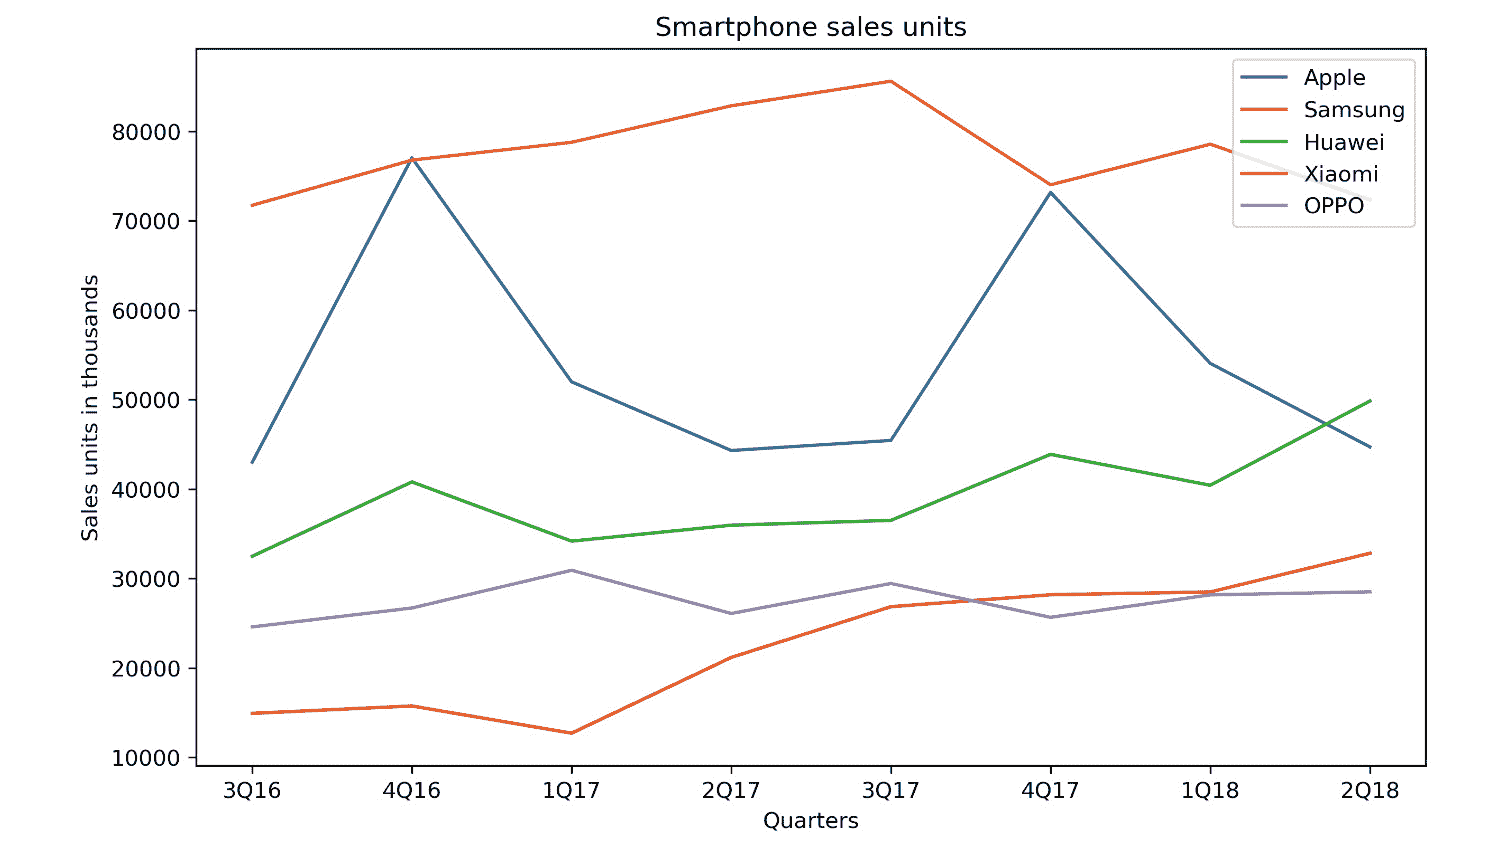 Smartphone sales units
Apple
Samsung
Huawei
Xiaomi
OPPO
80000
70000
60000
50000
40000
30000
20000
10000
Sales units in thousands
3Q16 4Q16 1Q17 2Q17 3Q17 4Q17 1Q18 2Q18
Quarters